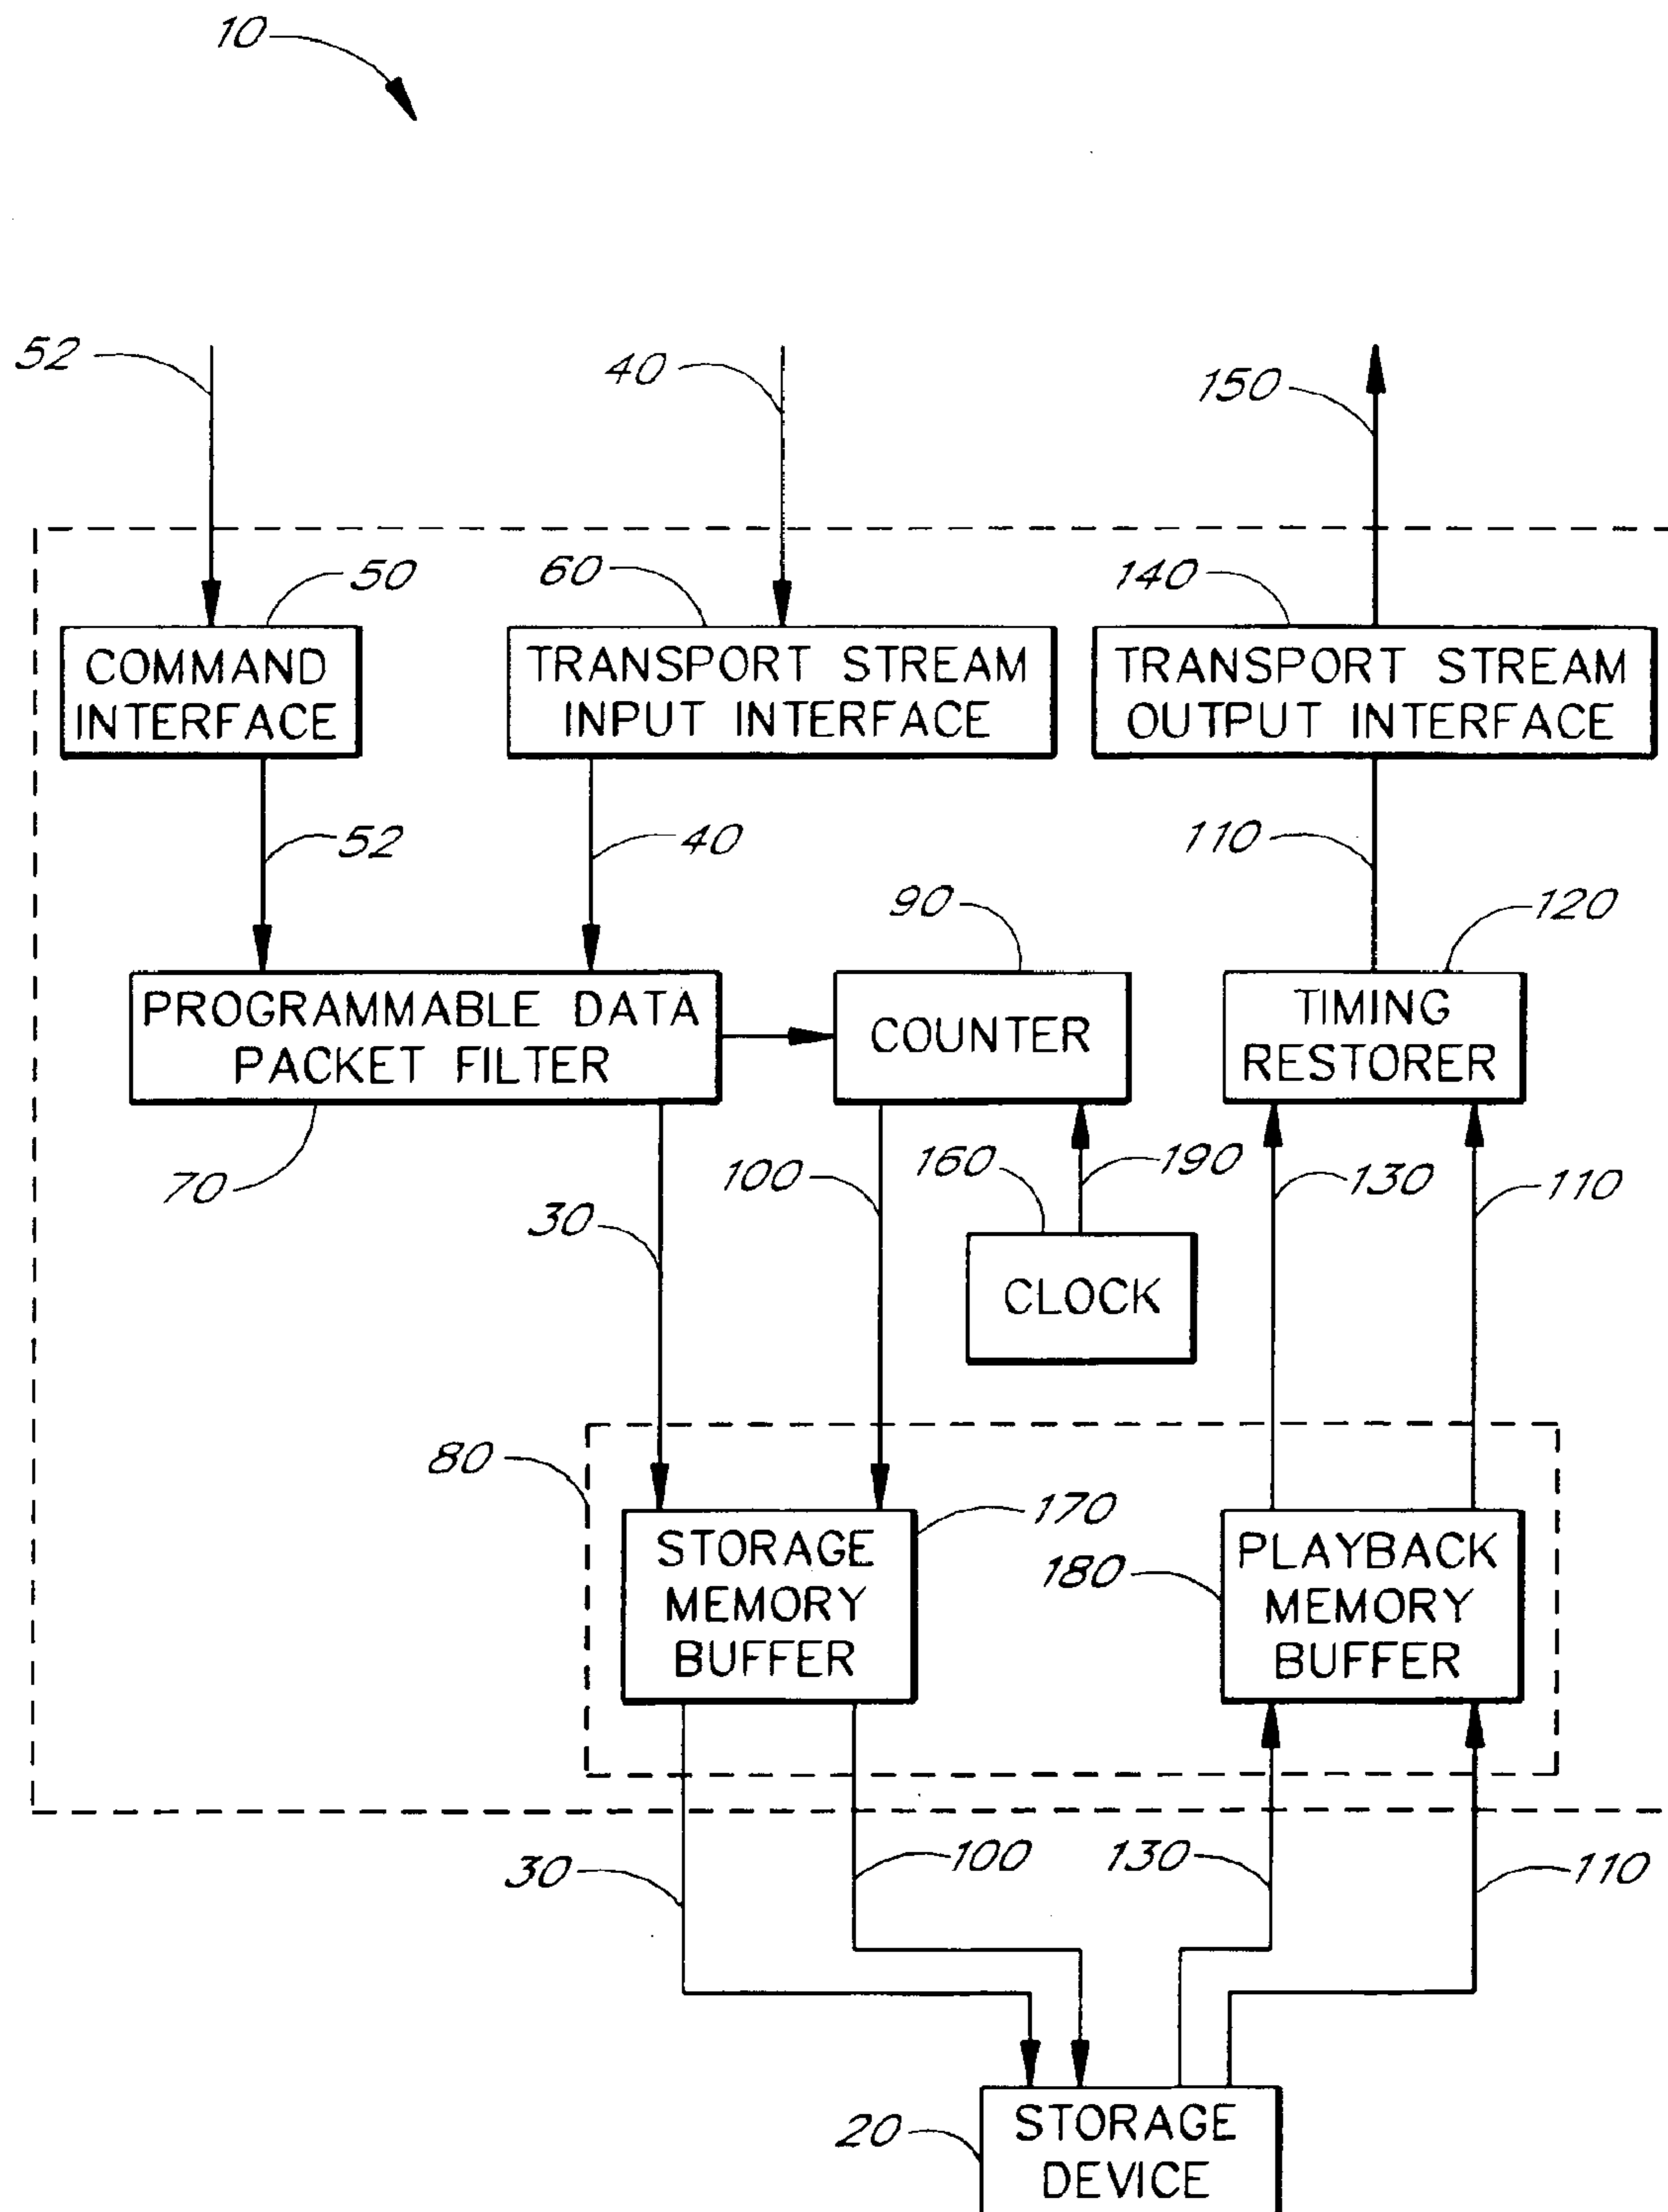 10
52
40
150
50
60
140
COMMAND
INTERFACE
TRANSPORT STREAM
INPUT INTERFACE
TRANSPORT STREAM
OUTPUT INTERFACE
52
40
110
90
120
PROGRAMMABLE DATA
PACKET FILTER
COUNTER
TIMING
RESTORER
70
30
100
160
190
130
110
CLOCK
80
170
180
STORAGE
MEMORY
BUFFER
PLAYBACK
MEMORY
BUFFER
30
100
130
110
20
STORAGE
DEVICE